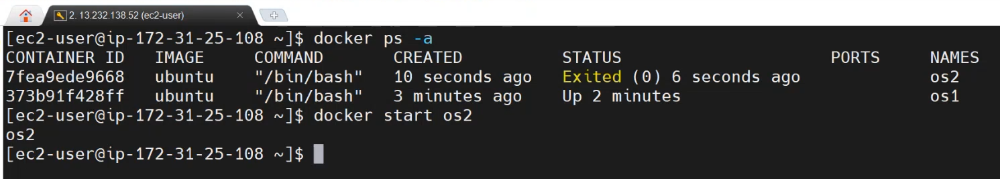 2. 13.232.138.52 (ec2-user)
[ec2-user@ip-172-31-25-108 ~]$ docker ps -a
CONTAINER ID   IMAGE     COMMAND       CREATED          STATUS                     PORTS     NAMES
7fea9ede9668   ubuntu    "/bin/bash"   10 seconds ago   Exited (0) 6 seconds ago             os2
373b91f428ff   ubuntu    "/bin/bash"   3 minutes ago    Up 2 minutes                         os1
[ec2-user@ip-172-31-25-108 ~]$ docker start os2
os2
[ec2-user@ip-172-31-25-108 ~]$